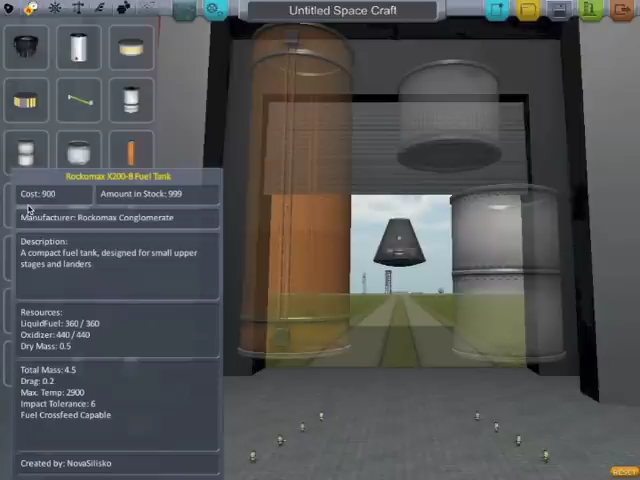 Untitled Space Craft
Rockomax X200-8 Fuel Tank
Cost: 900
Amount in Stock: 999
Manufacturer: Rockomax Conglomerate
Description:
A compact fuel tank, designed for small upper
stages and landers
Resources:
LiquidFuel: 360 / 360
Oxidizer: 440 / 440
Dry Mass: 0.5
Total Mass: 4.5
Drag: 0.2
Max. Temp: 2900
Impact Tolerance: 6
Fuel Crossfeed Capable
Created by: NovaSilisko
RESET